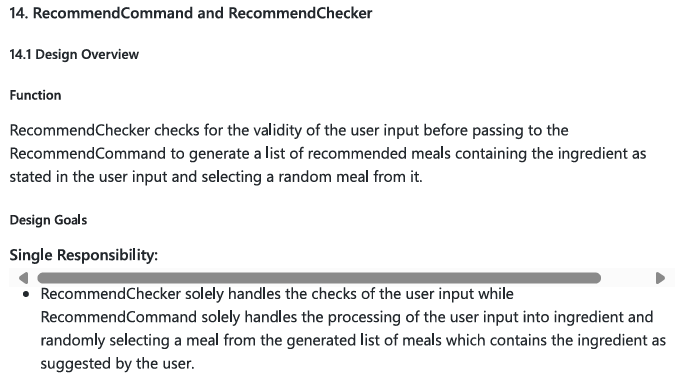 14. RecommendCommand and RecommendChecker
14.1 Design Overview
Function
RecommendChecker checks for the validity of the user input before passing to the
RecommendCommand to generate a list of recommended meals containing the ingredient as
stated in the user input and selecting a random meal from it.
Design Goals
Single Responsibility:
• RecommendChecker solely handles the checks of the user input while
RecommendCommand solely handles the processing of the user input into ingredient and
randomly selecting a meal from the generated list of meals which contains the ingredient as
suggested by the user.